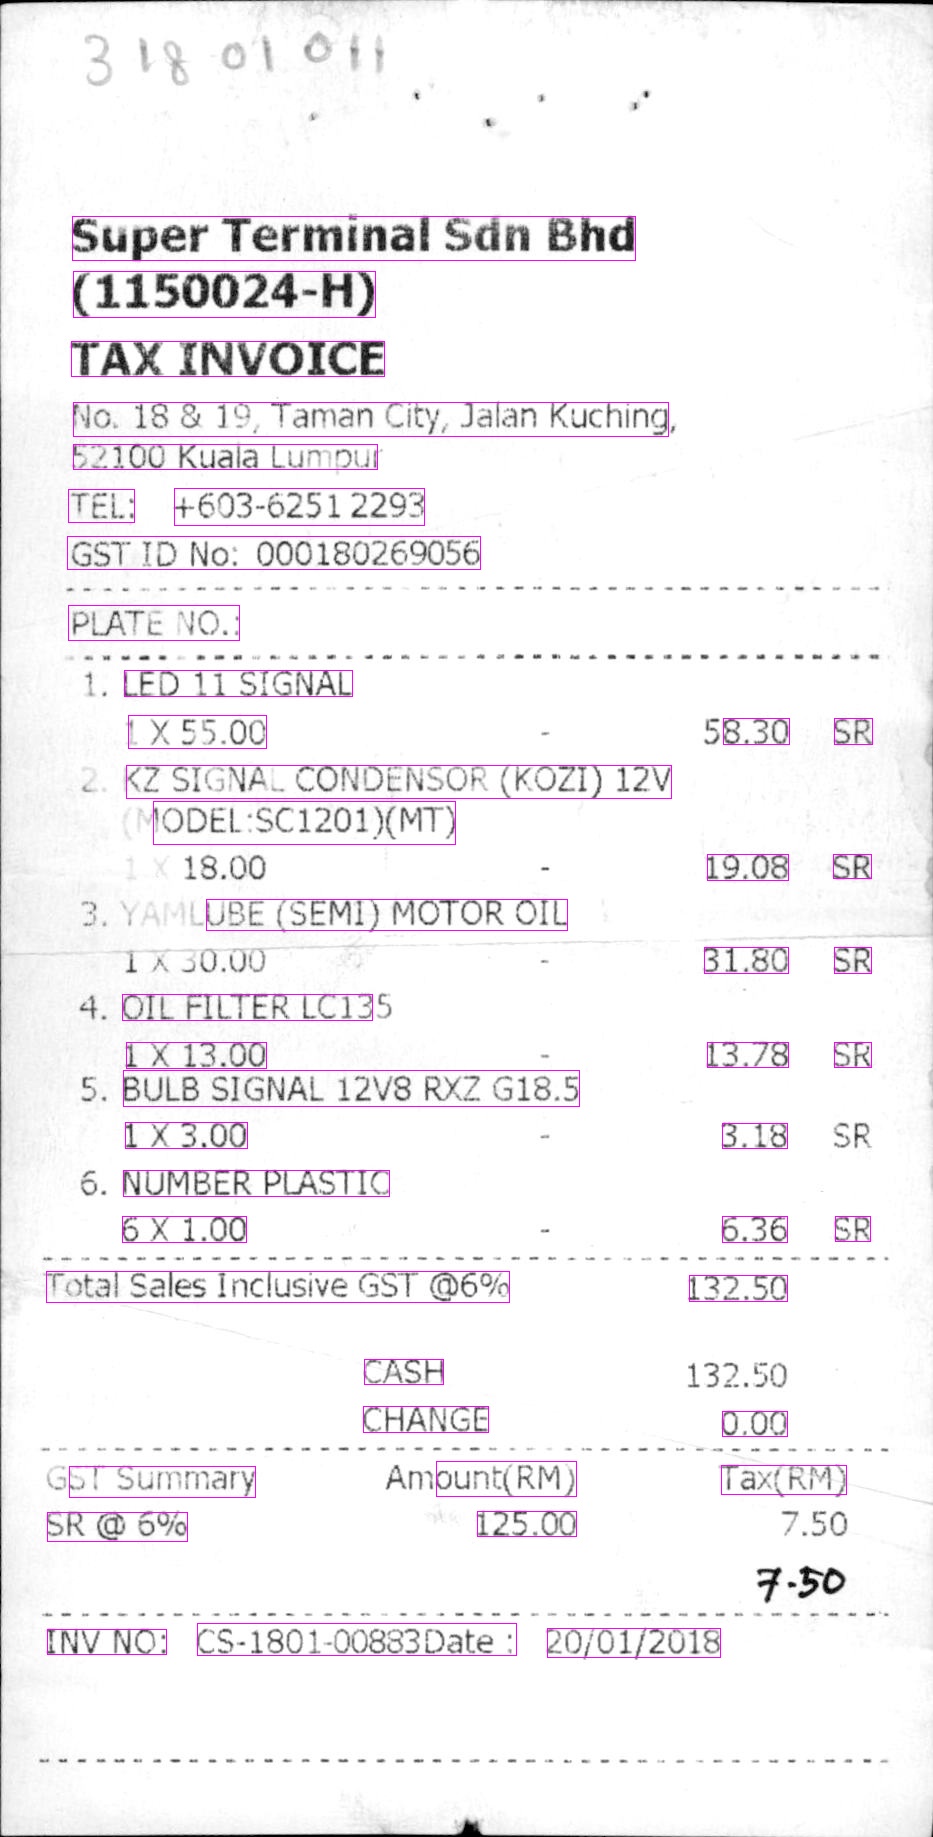 3 18 01 011
Super Terminal Sdn Bhd
(1150024-H)
TAX INVOICE
No. 18 & 19, Taman City, Jalan Kuching,
52100 Kuala Lumpur
TEL: +603-6251 2293
GST ID No: 000180269056
PLATE NO.:
1. LED 11 SIGNAL
1 X 55.00 - 58.30 SR
2. KZ SIGNAL CONDENSOR (KOZI) 12V
(MODEL:SC1201)(MT)
1 X 18.00 - 19.08 SR
3. YAMLUBE (SEMI) MOTOR OIL
1 X 30.00 - 31.80 SR
4. OIL FILTER LC135
1 X 13.00 - 13.78 SR
5. BULB SIGNAL 12V8 RXZ G18.5
1 X 3.00 - 3.18 SR
6. NUMBER PLASTIC
6 X 1.00 - 6.36 SR
Total Sales Inclusive GST @6% 132.50
CASH 132.50
CHANGE 0.00
GST Summary Amount(RM) Tax(RM)
SR @ 6% 125.00 7.50
7.50
INV NO: CS-1801-00883 Date : 20/01/2018